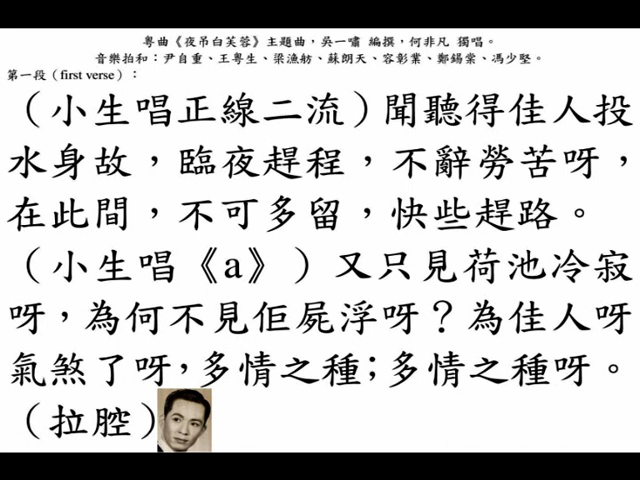 粵曲《夜吊白芙蓉》主題曲，吳一嘯 編撰，何非凡 獨唱。
音樂拍和：尹自重、王粵生、梁漁舫、蘇朗天、容彰業、鄭錫棠、馮少堅。
第一段（first verse）：
（小生唱正線二流）聞聽得佳人投
水身故，臨夜趕程，不辭勞苦呀，
在此間，不可多留，快些趕路。
（小生唱《a》）又只見荷池冷寂
呀，為何不見佢屍浮呀？為佳人呀
氣煞了呀，多情之種；多情之種呀。
（拉腔）